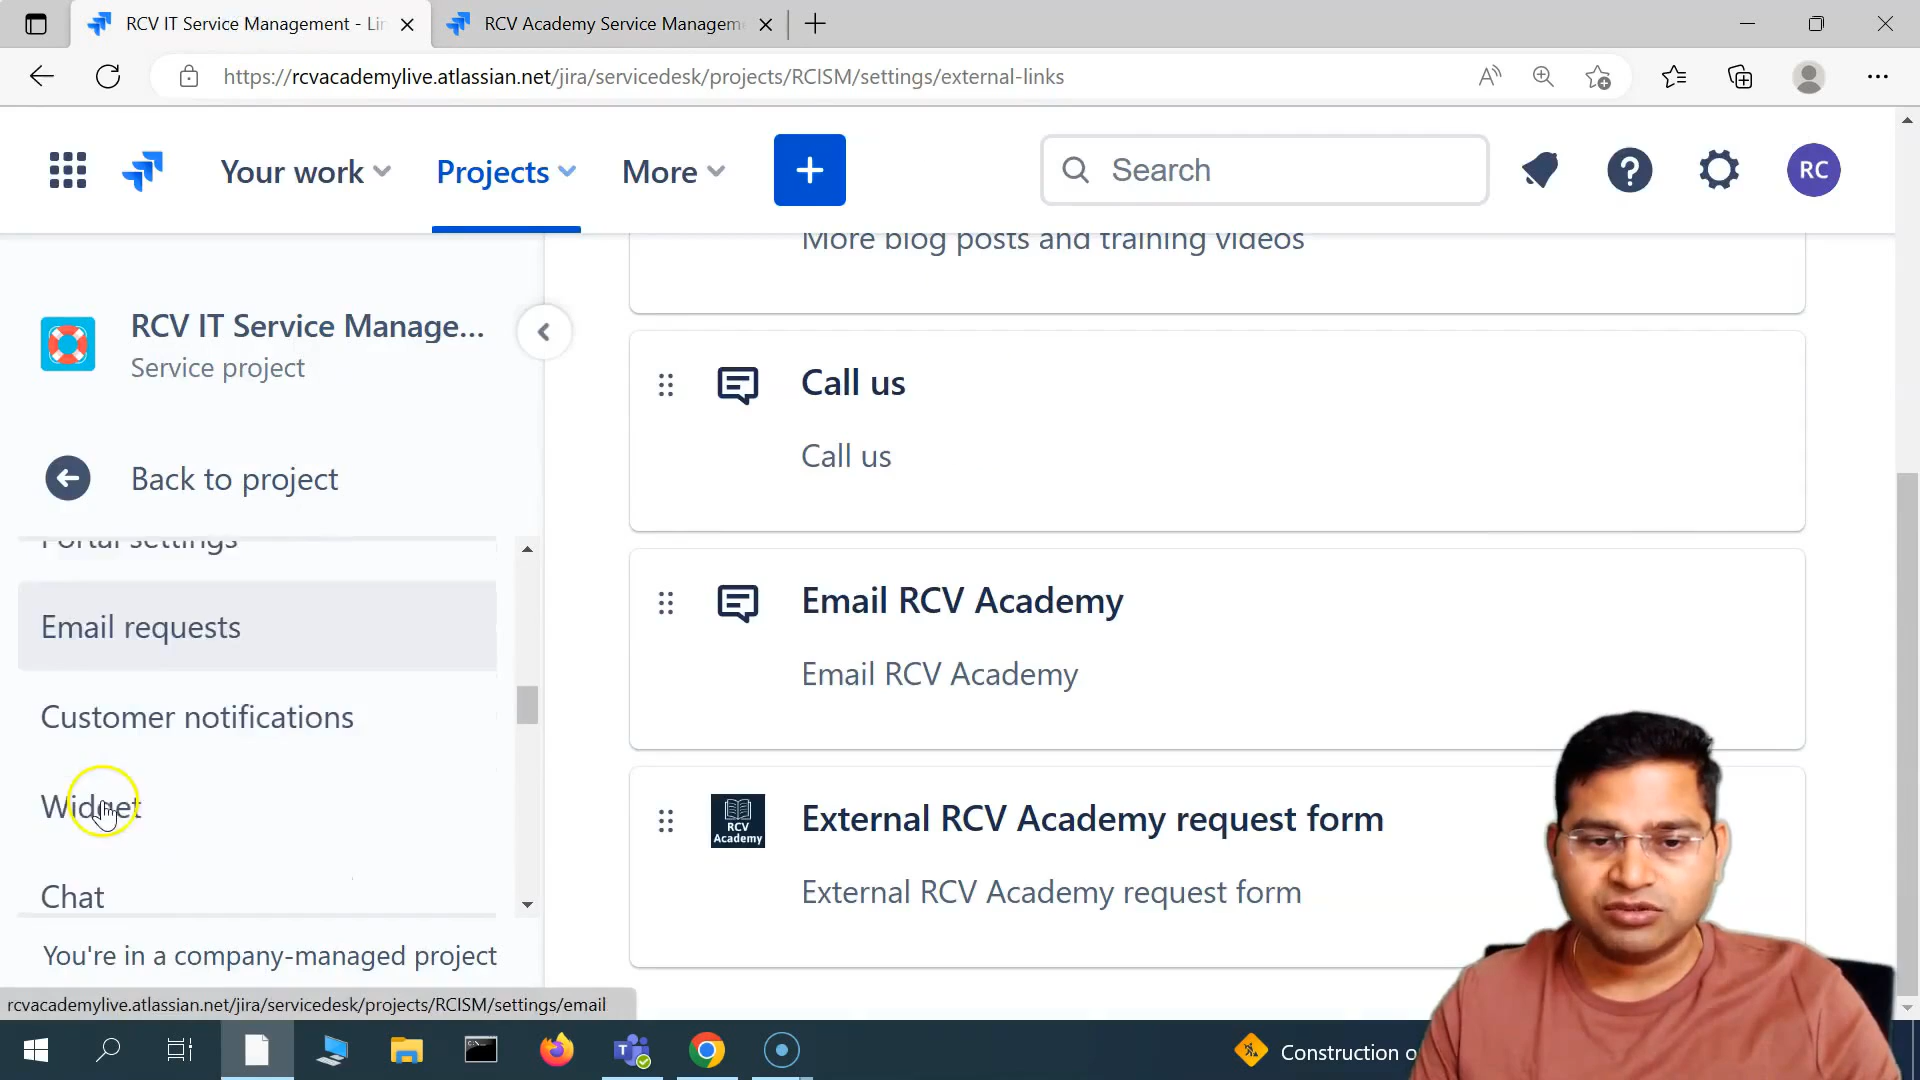 RCV IT Service Management - Lin
RCV Academy Service Managem
https://rcvacademylive.atlassian.net/jira/servicedesk/projects/RCISM/settings/external-links
Your work
Projects
More
Search
RC
RCV IT Service Manage...
Service project
Back to project
Portal settings
Email requests
Customer notifications
Widget
Chat
You're in a company-managed project
rcvacademylive.atlassian.net/jira/servicedesk/projects/RCISM/settings/email
More blog posts and training videos
Call us
Call us
Email RCV Academy
Email RCV Academy
RCV
Academy
External RCV Academy request form
External RCV Academy request form
Construction o